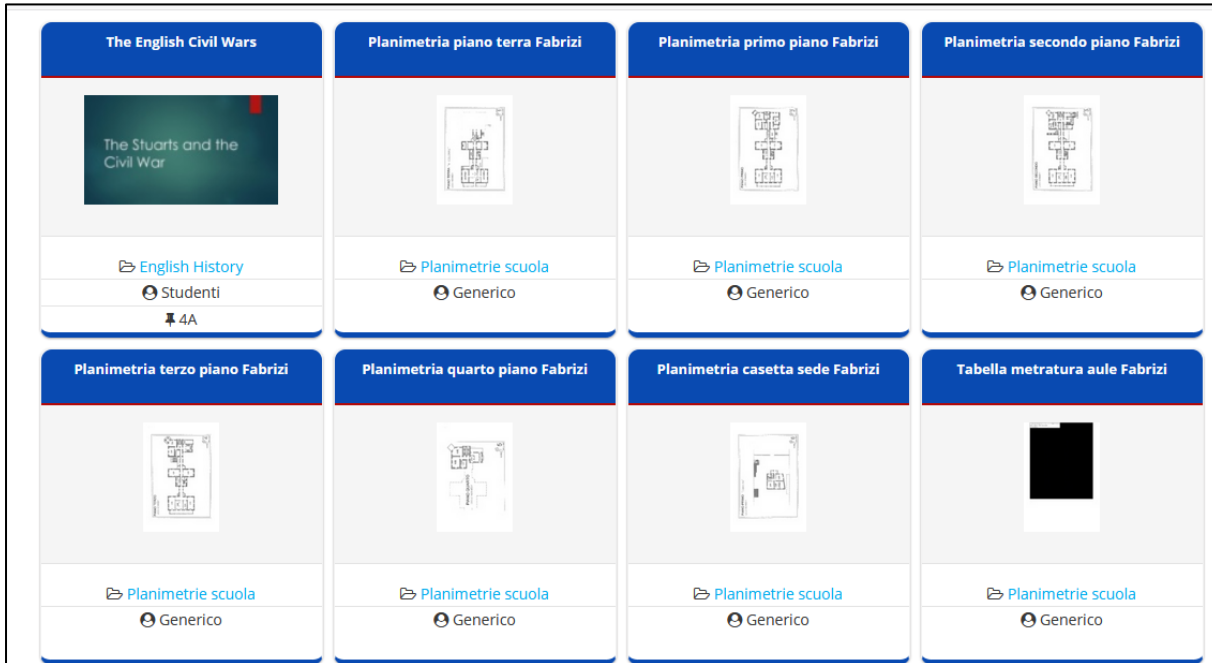 The English Civil Wars
Planimetria piano terra Fabrizi
Planimetria primo piano Fabrizi
Planimetria secondo piano Fabrizi
The Stuarts and the
Civil War
English History
Planimetrie scuola
Planimetrie scuola
Planimetrie scuola
Studenti
Generico
Generico
Generico
4A
Planimetria terzo piano Fabrizi
Planimetria quarto piano Fabrizi
Planimetria casetta sede Fabrizi
Tabella metratura aule Fabrizi
Planimetrie scuola
Planimetrie scuola
Planimetrie scuola
Planimetrie scuola
Generico
Generico
Generico
Generico